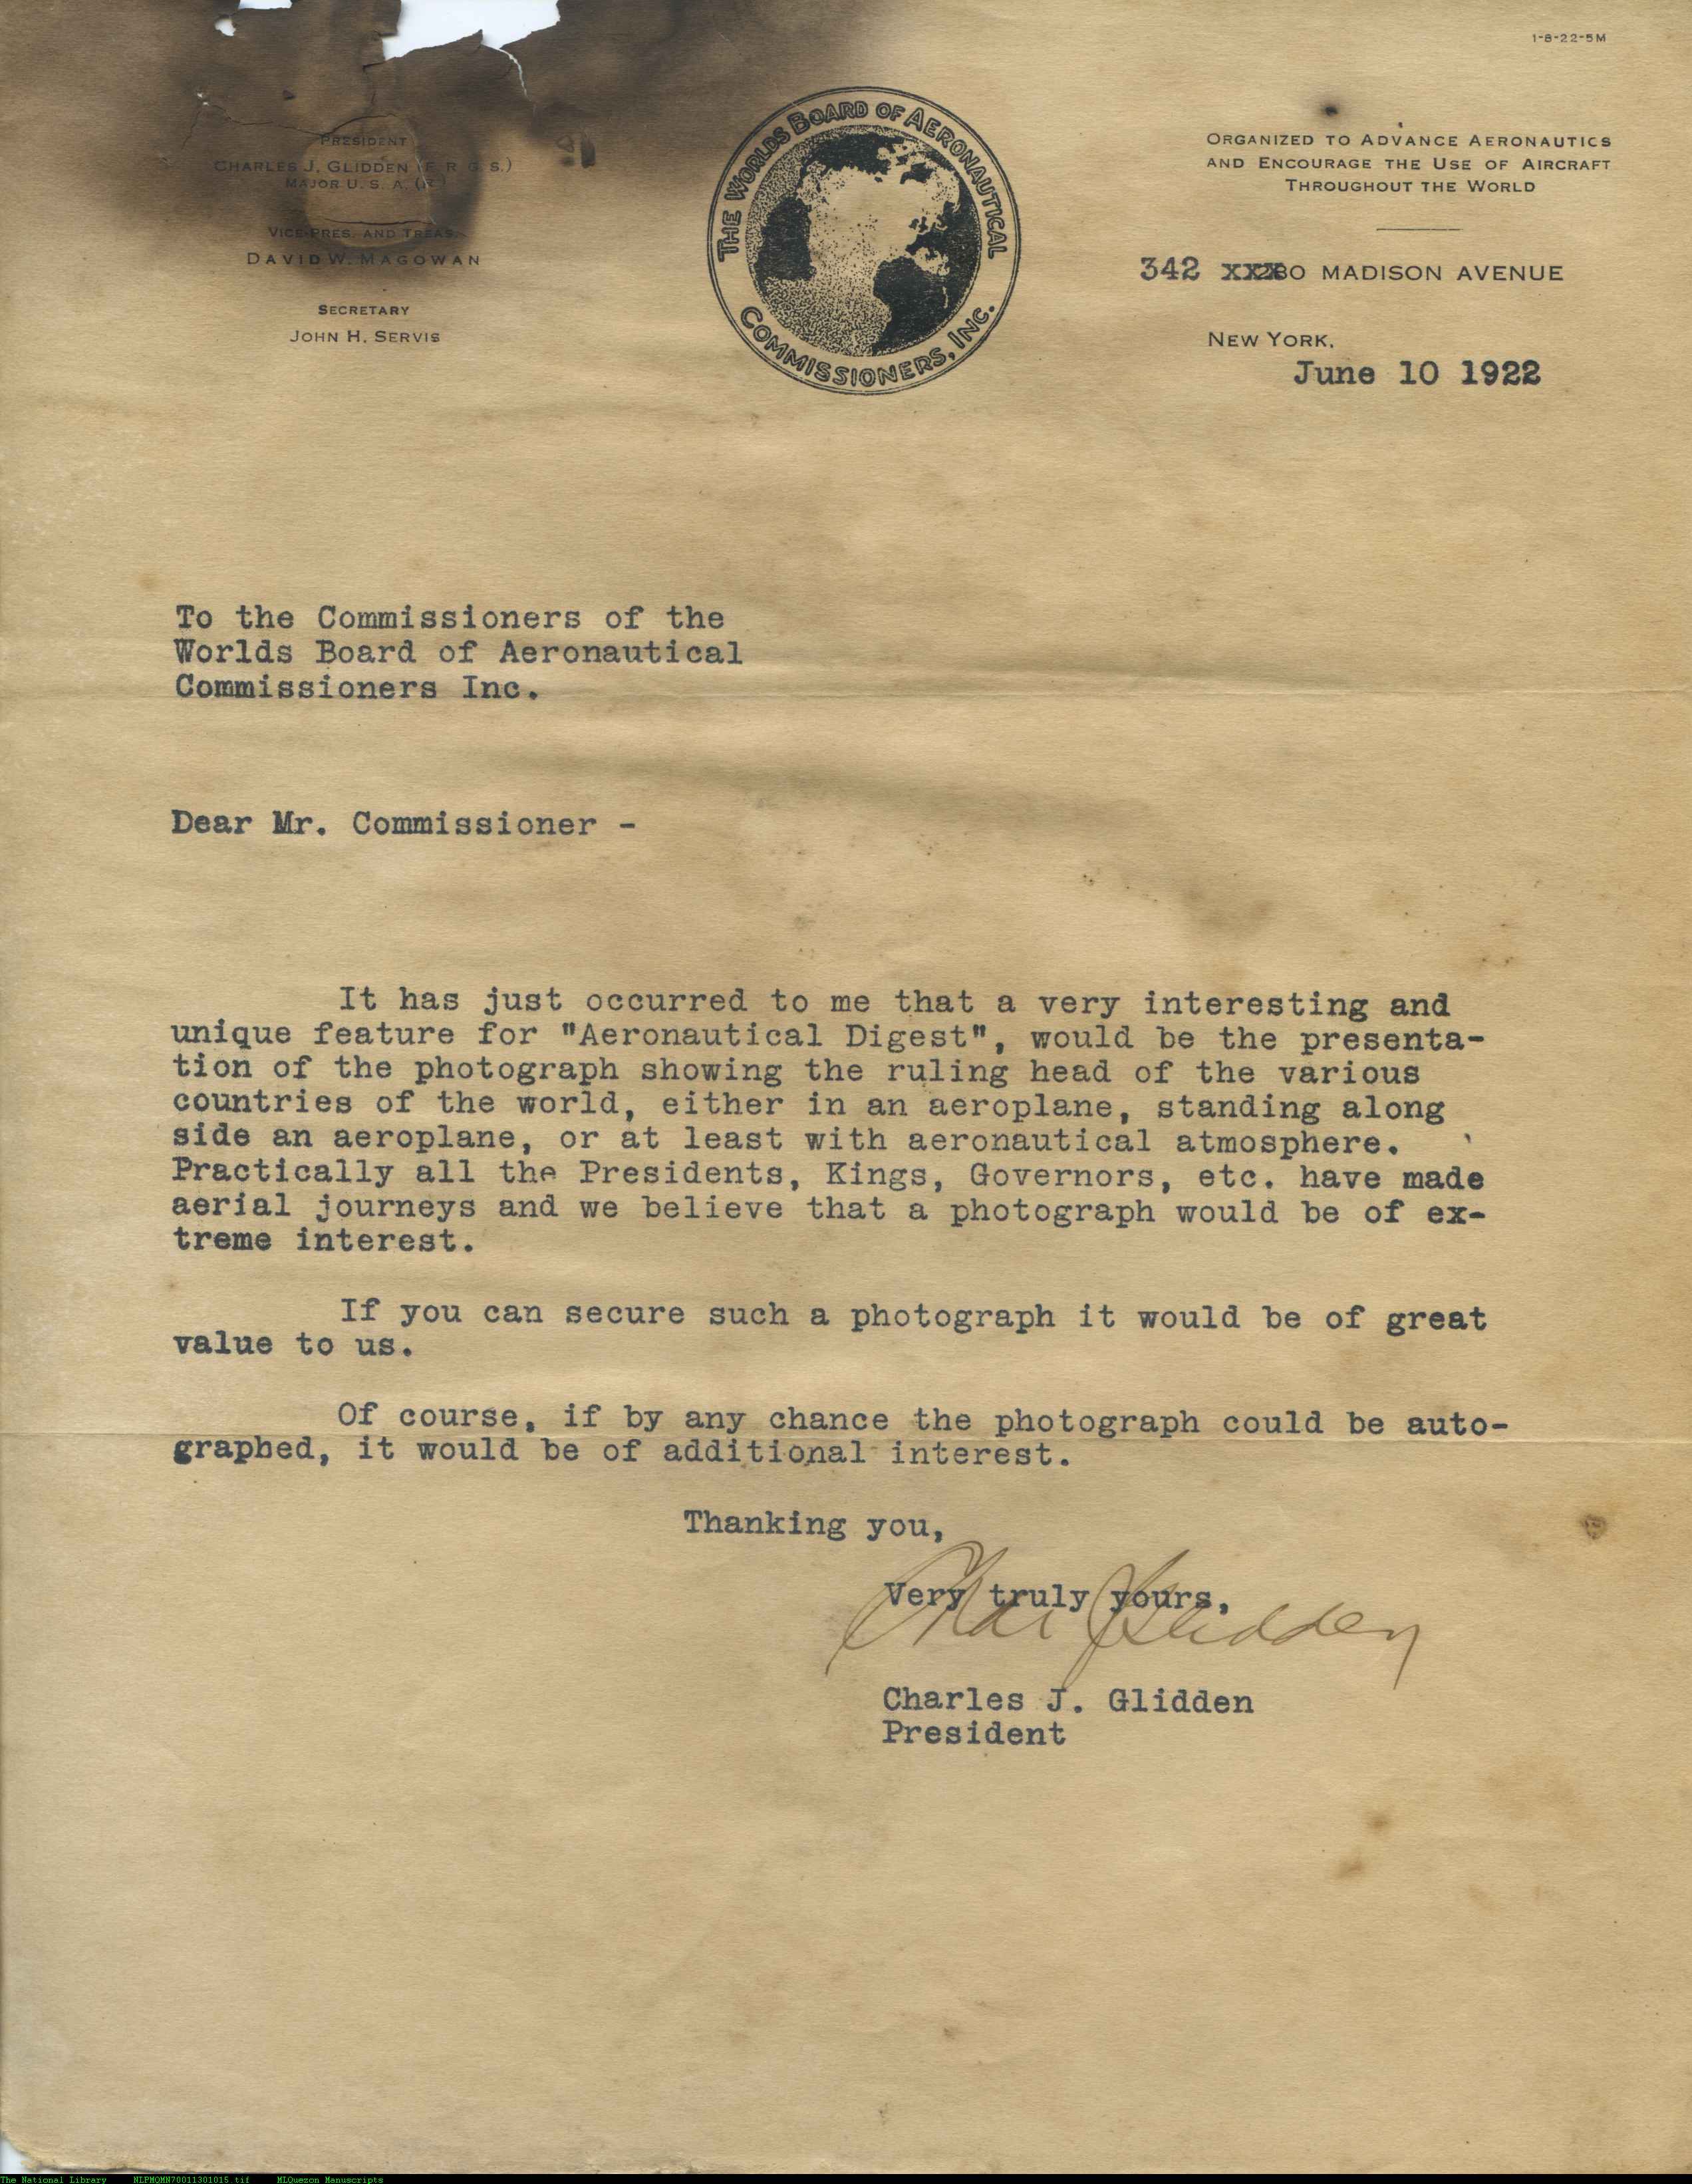 1-8-22-5M
PRESIDENT
CHARLES J. GLIDDEN (F. R. G. S.)
MAJOR U. S. A. (R)
VICE-PRES. AND TREAS.
DAVID W. MAGOWAN
SECRETARY
JOHN H. SERVIS
THE WORLDS BOARD OF AERONAUTICAL
COMMISSIONERS, INC.
ORGANIZED TO ADVANCE AERONAUTICS
AND ENCOURAGE THE USE OF AIRCRAFT
THROUGHOUT THE WORLD
342 xxx280 MADISON AVENUE
NEW YORK,
June 10 1922
To the Commissioners of the
Worlds Board of Aeronautical
Commissioners Inc.
Dear Mr. Commissioner -
It has just occurred to me that a very interesting and
unique feature for "Aeronautical Digest", would be the presenta-
tion of the photograph showing the ruling head of the various
countries of the world, either in an aeroplane, standing along
side an aeroplane, or at least with aeronautical atmosphere.
Practically all the Presidents, Kings, Governors, etc. have made
aerial journeys and we believe that a photograph would be of ex-
treme interest.
If you can secure such a photograph it would be of great
value to us.
Of course, if by any chance the photograph could be auto-
graphed, it would be of additional interest.
Thanking you,
Very truly yours,
Chas J Glidden
Charles J. Glidden
President
The National Library NLPMQMN70011301015.tif MLQuezon Manuscripts